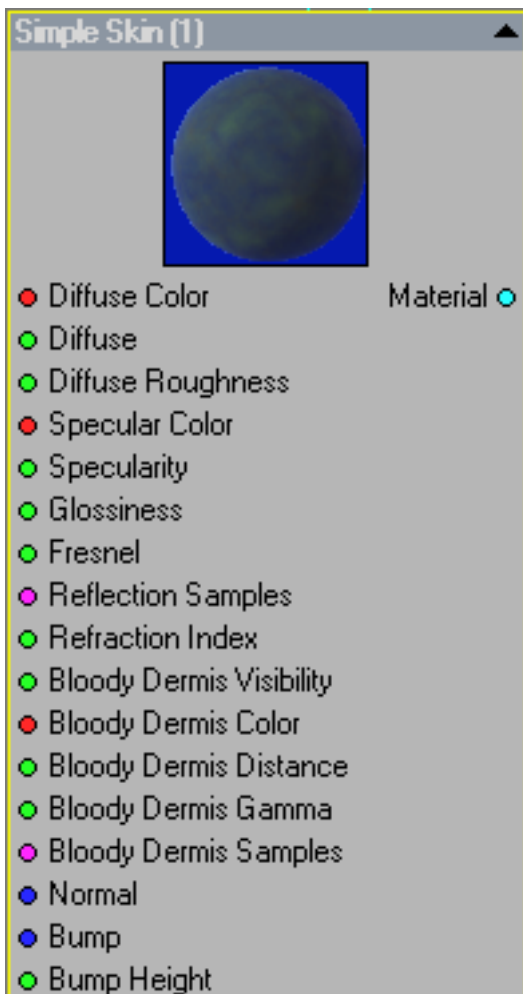 Simple Skin (1)
Diffuse Color Material
Diffuse
Diffuse Roughness
Specular Color
Specularity
Glossiness
Fresnel
Reflection Samples
Refraction Index
Bloody Dermis Visibility
Bloody Dermis Color
Bloody Dermis Distance
Bloody Dermis Gamma
Bloody Dermis Samples
Normal
Bump
Bump Height